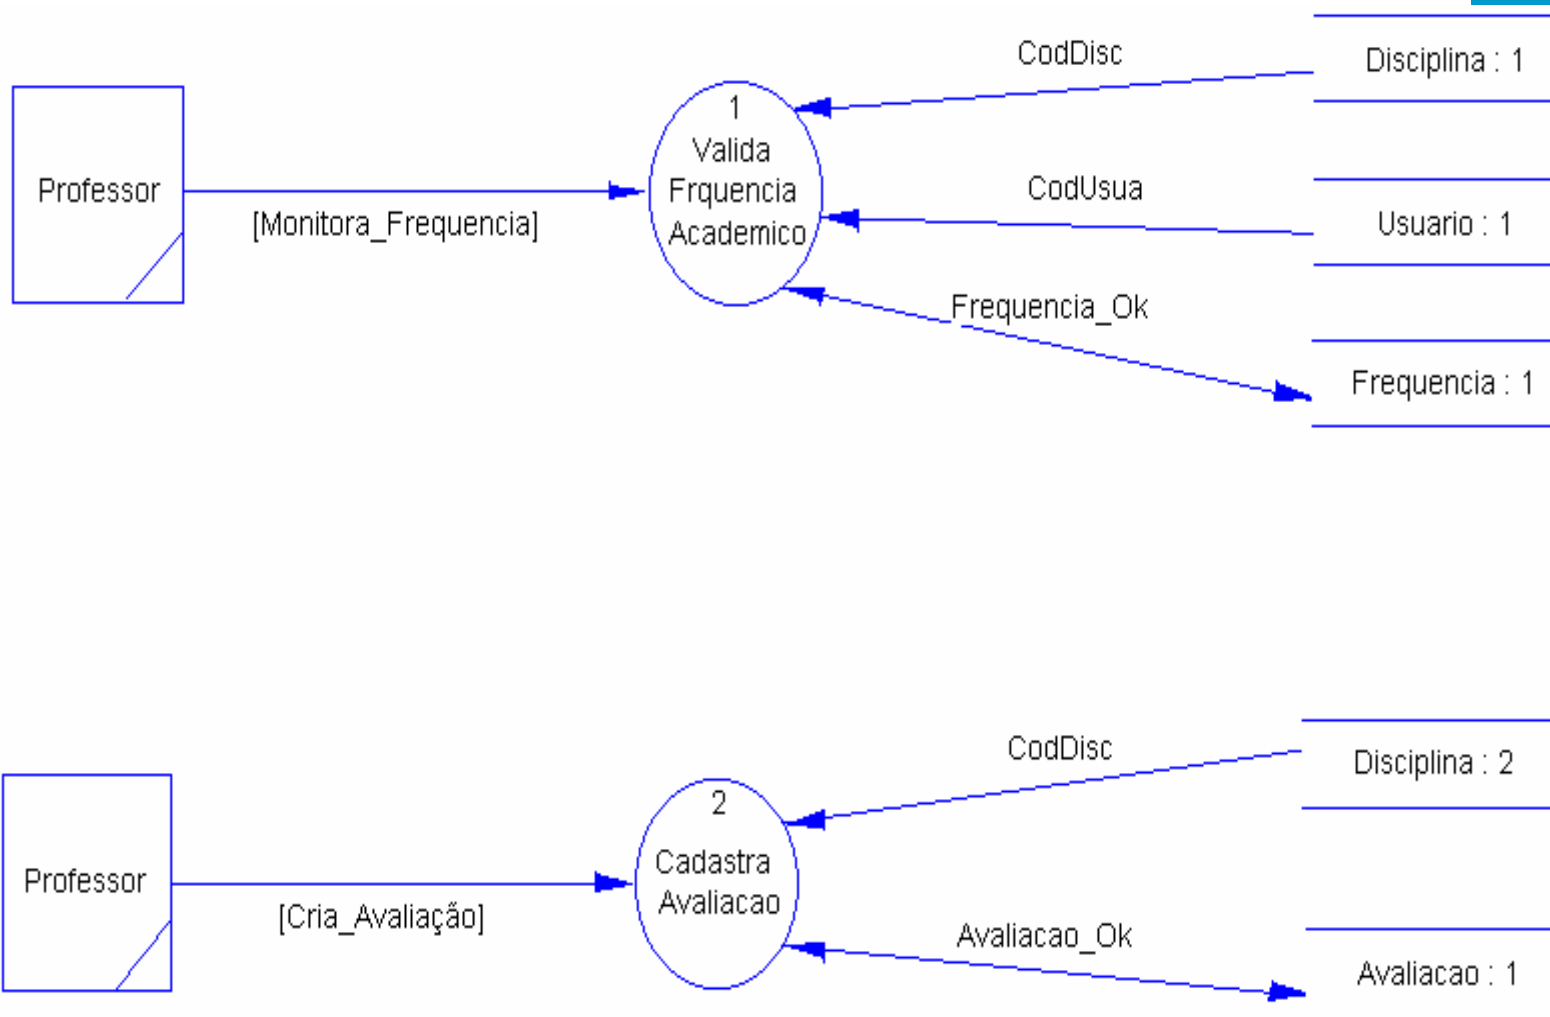 CodDisc
Disciplina : 1
1
Valida
Frquencia
Academico
Professor
[Monitora_Frequencia]
CodUsua
Usuario : 1
Frequencia_Ok
Frequencia : 1
CodDisc
Disciplina : 2
2
Cadastra
Avaliacao
Professor
[Cria_Avaliação]
Avaliacao_Ok
Avaliacao : 1